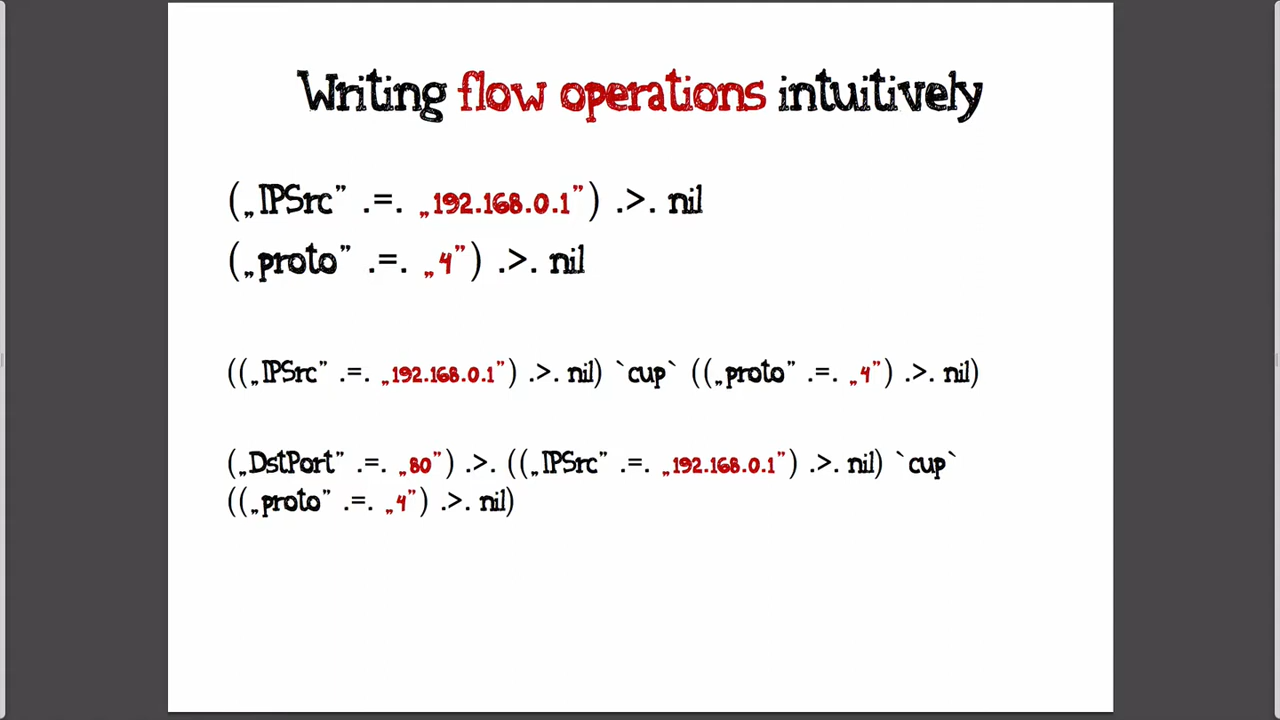 Writing flow operations intuitively
(„IPSrc” .=. „192.168.0.1”) .>. nil
(„proto” .=. „4”) .>. nil
((„IPSrc” .=. „192.168.0.1”) .>. nil) `cup` ((„proto” .=. „4”) .>. nil)
(„DstPort” .=. „80”) .>. ((„IPSrc” .=. „192.168.0.1”) .>. nil) `cup`
((„proto” .=. „4”) .>. nil)